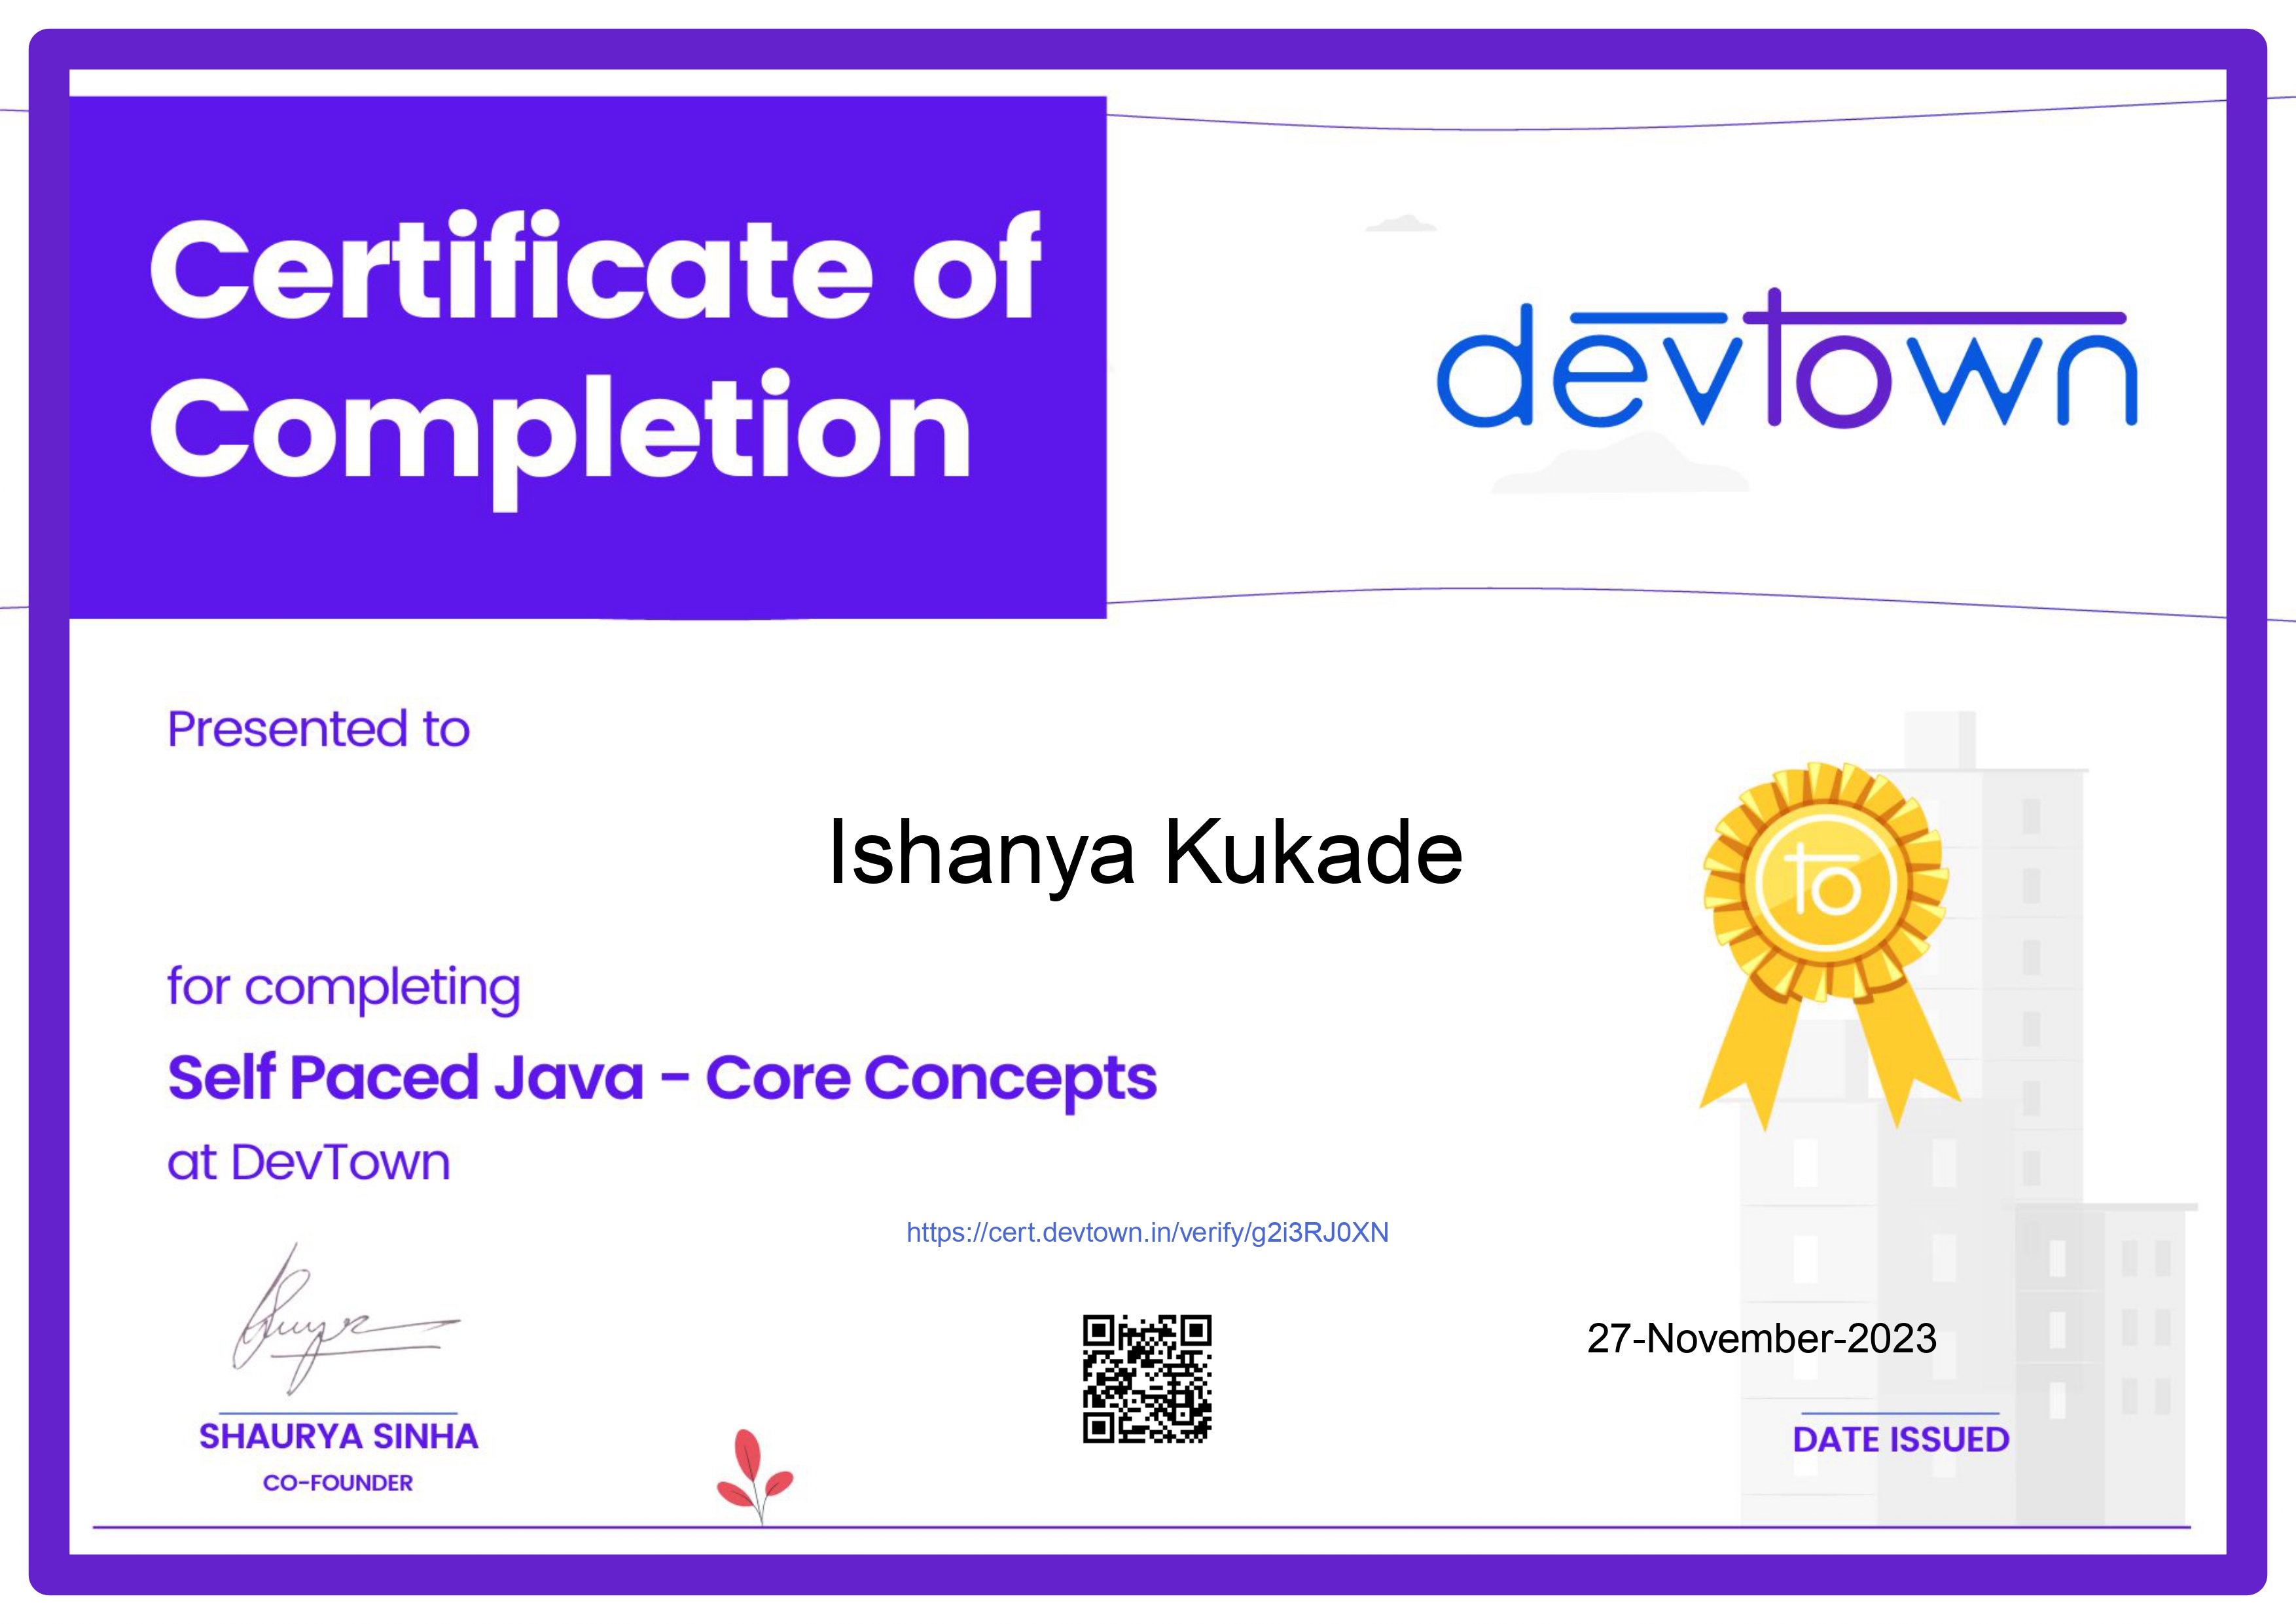 Certificate of
Completion
devtown
Presented to
Ishanya Kukade
to
for completing
Self Paced Java - Core Concepts
at DevTown
https://cert.devtown.in/verify/g2i3RJ0XN
27-November-2023
SHAURYA SINHA
CO-FOUNDER
DATE ISSUED